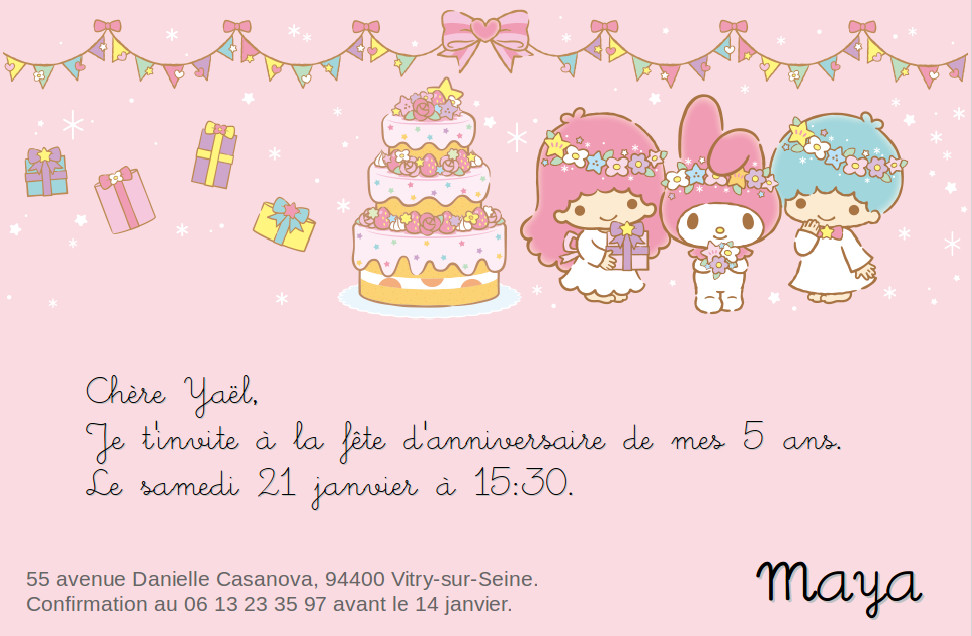 Chère Yaël,
Je t'invite à la fête d'anniversaire de mes 5 ans.
Le samedi 21 janvier à 15:30.
55 avenue Danielle Casanova, 94400 Vitry-sur-Seine.
Confirmation au 06 13 23 35 97 avant le 14 janvier.
Maya